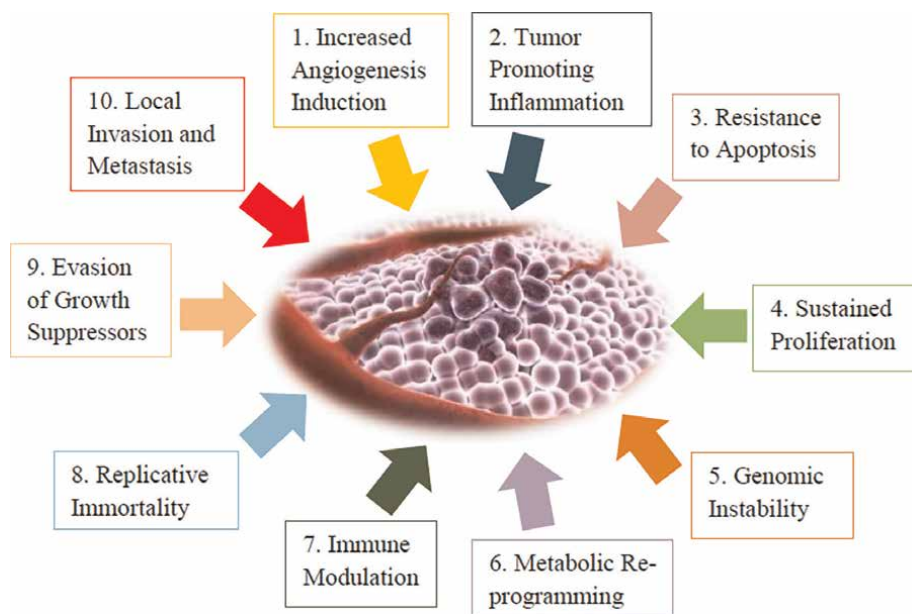 1. Increased
Angiogenesis
Induction
2. Tumor
Promoting
Inflammation
3. Resistance
to Apoptosis
4. Sustained
Proliferation
5. Genomic
Instability
6. Metabolic Re-
programming
7. Immune
Modulation
8. Replicative
Immortality
9. Evasion
of Growth
Suppressors
10. Local
Invasion and
Metastasis